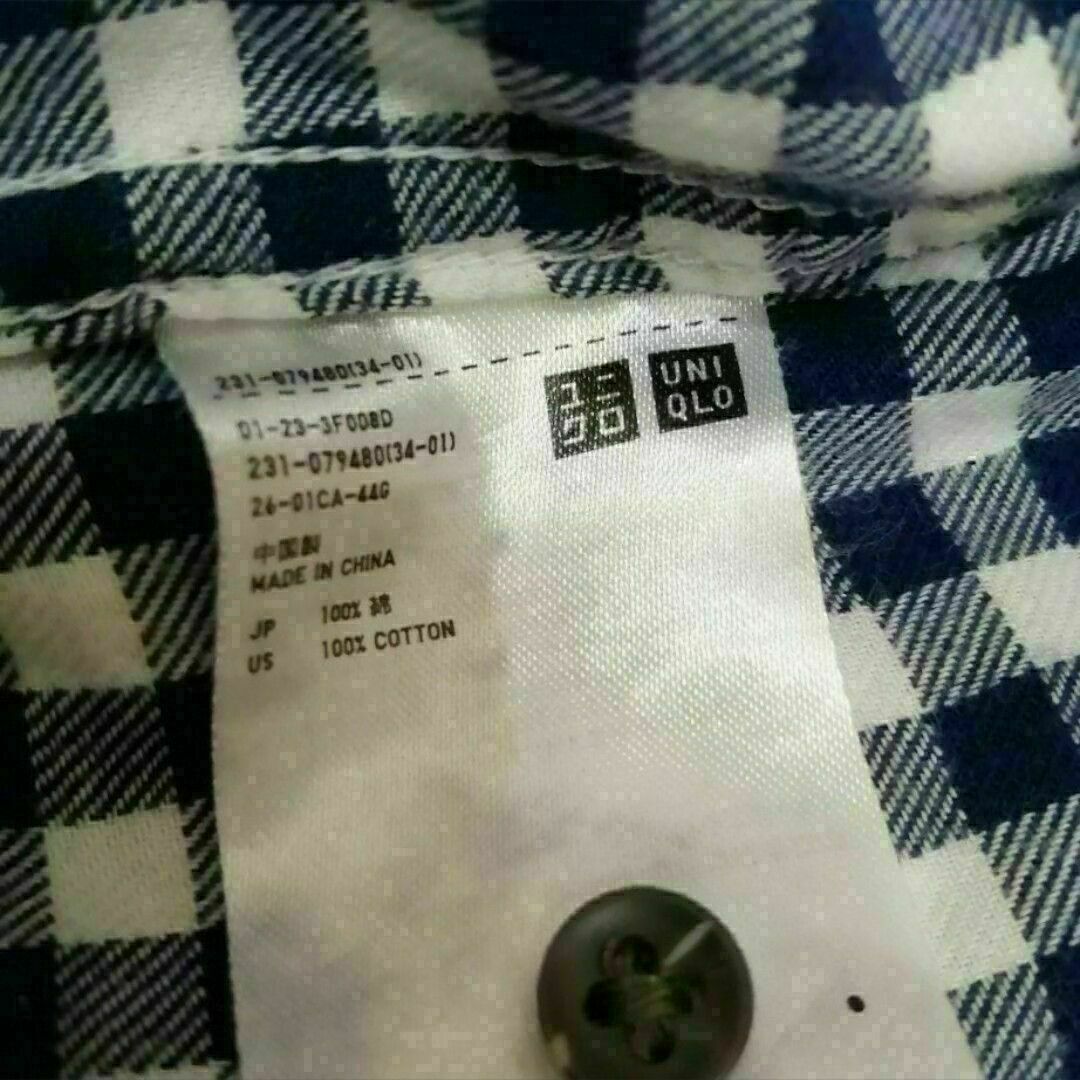 231-079480(34-01)
ユニ
クロ
UNI
QLO
01-23-3F008D
231-079480(34-01)
26-01CA-44G
中国製
MADE IN CHINA
JP 100% 綿
US 100% COTTON